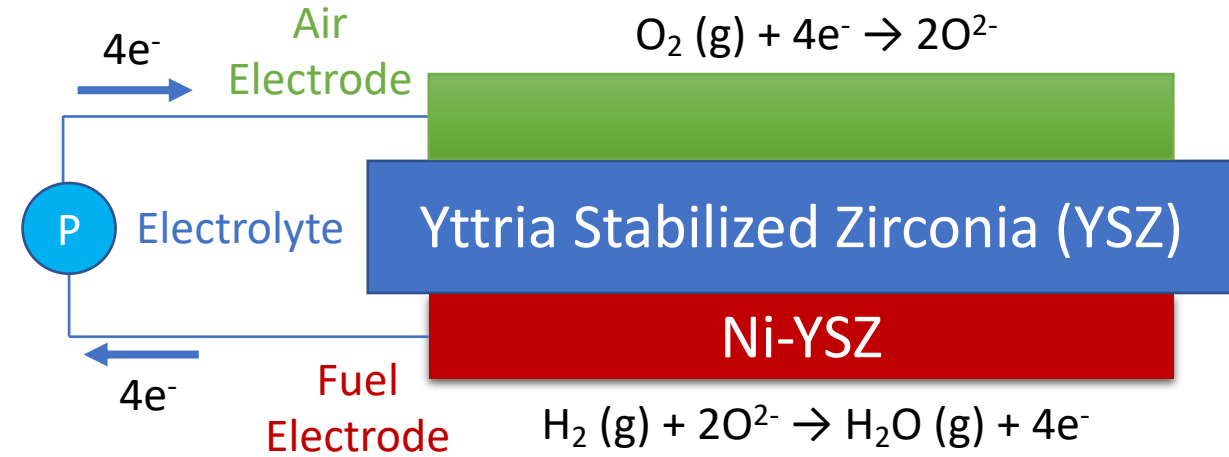 4e⁻
Air
Electrode
O₂ (g) + 4e⁻ → 2O²⁻
P
Electrolyte
Yttria Stabilized Zirconia (YSZ)
Ni-YSZ
4e⁻
Fuel
Electrode
H₂ (g) + 2O²⁻ → H₂O (g) + 4e⁻